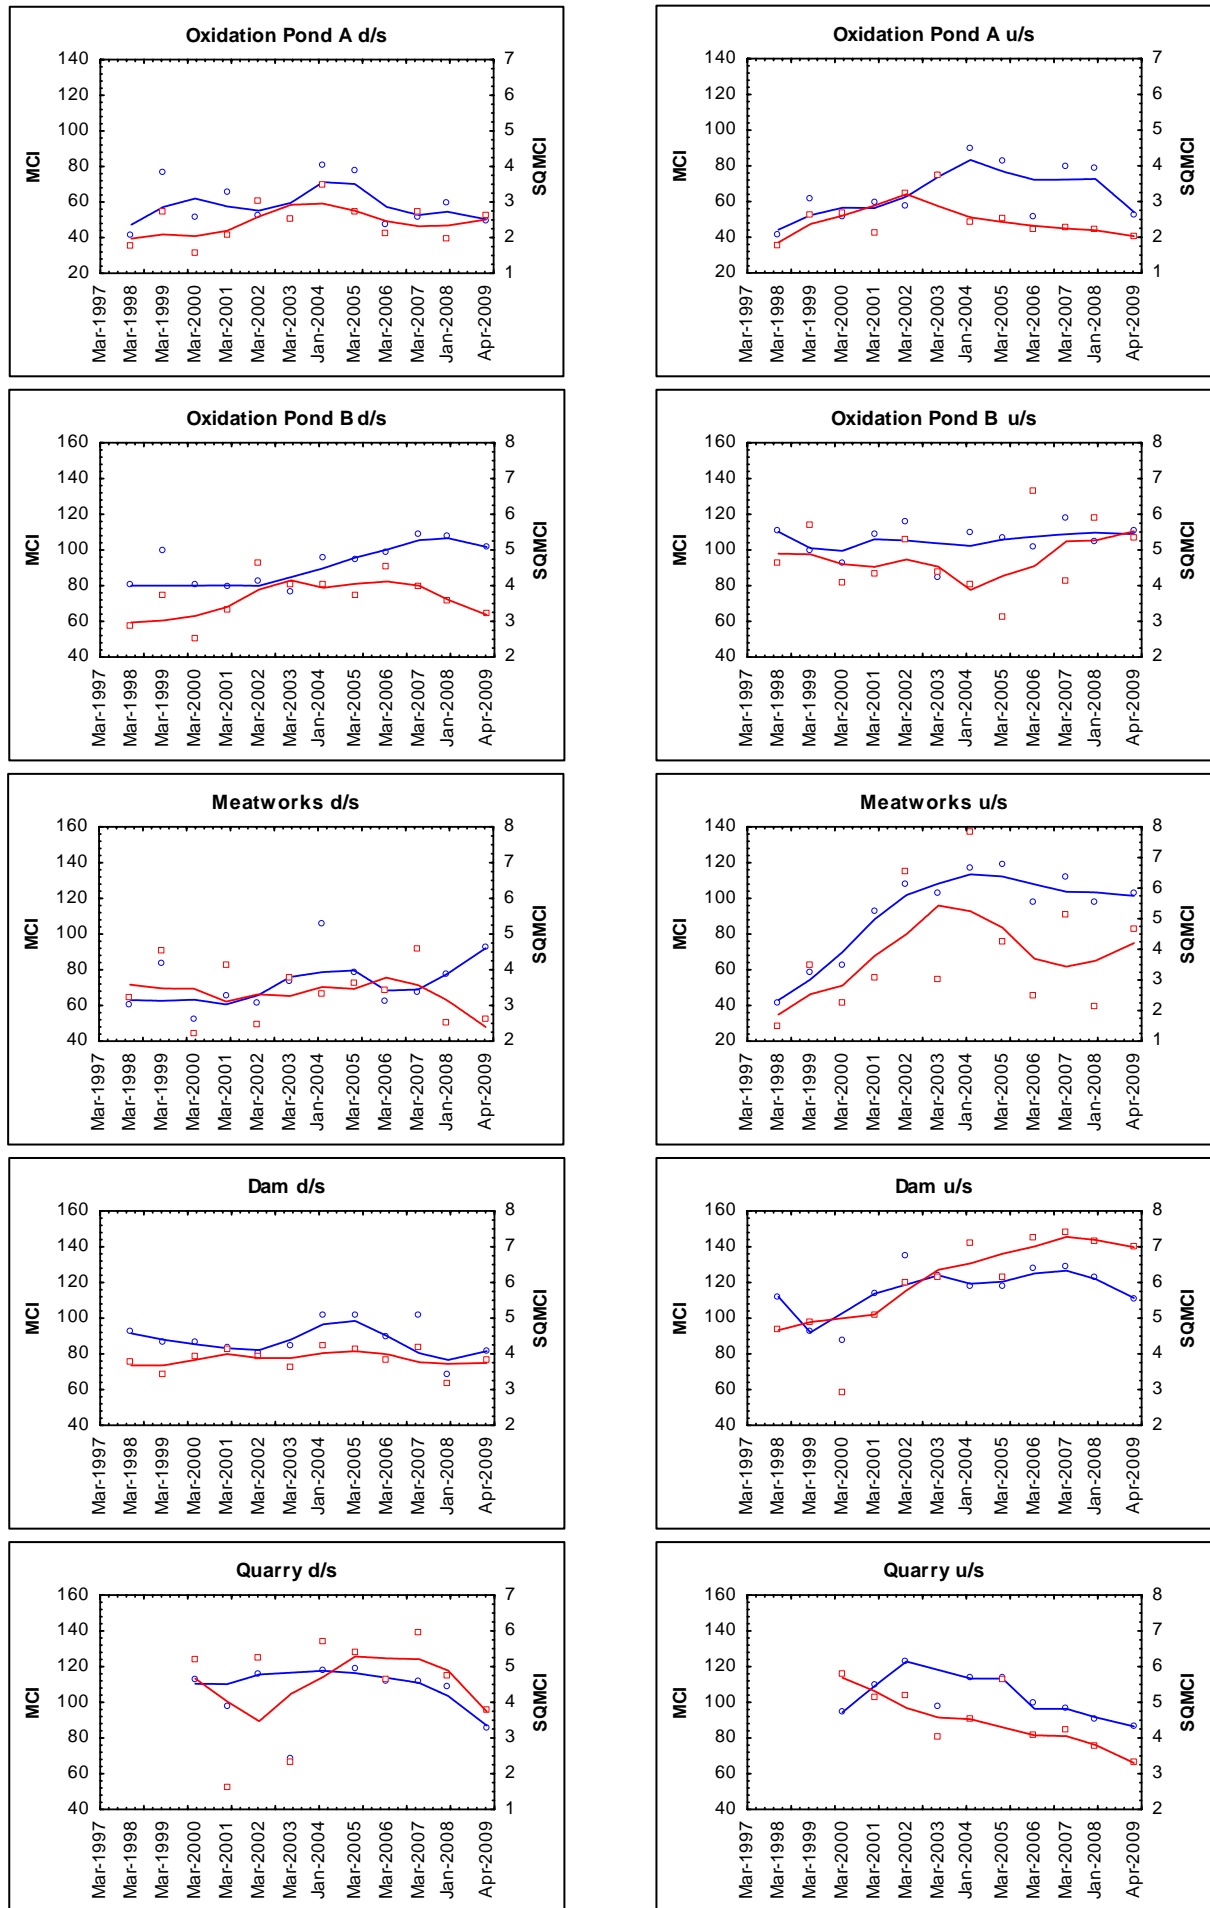 Oxidation Pond A d/s
140
120
100
80
60
40
20
MCI
7
6
5
4
3
2
1
SQMCI
Mar-1997
Mar-1998
Mar-1999
Mar-2000
Mar-2001
Mar-2002
Mar-2003
Jan-2004
Mar-2005
Mar-2006
Mar-2007
Jan-2008
Apr-2009
Oxidation Pond A u/s
140
120
100
80
60
40
20
MCI
7
6
5
4
3
2
1
SQMCI
Mar-1997
Mar-1998
Mar-1999
Mar-2000
Mar-2001
Mar-2002
Mar-2003
Jan-2004
Mar-2005
Mar-2006
Mar-2007
Jan-2008
Apr-2009
Oxidation Pond B d/s
160
140
120
100
80
60
40
MCI
8
7
6
5
4
3
2
SQMCI
Mar-1997
Mar-1998
Mar-1999
Mar-2000
Mar-2001
Mar-2002
Mar-2003
Jan-2004
Mar-2005
Mar-2006
Mar-2007
Jan-2008
Apr-2009
Oxidation Pond B u/s
160
140
120
100
80
60
40
MCI
8
7
6
5
4
3
2
SQMCI
Mar-1997
Mar-1998
Mar-1999
Mar-2000
Mar-2001
Mar-2002
Mar-2003
Jan-2004
Mar-2005
Mar-2006
Mar-2007
Jan-2008
Apr-2009
Meatworks d/s
160
140
120
100
80
60
40
MCI
8
7
6
5
4
3
2
SQMCI
Mar-1997
Mar-1998
Mar-1999
Mar-2000
Mar-2001
Mar-2002
Mar-2003
Jan-2004
Mar-2005
Mar-2006
Mar-2007
Jan-2008
Apr-2009
Meatworks u/s
140
120
100
80
60
40
MCI
8
7
6
5
4
3
2
1
SQMCI
Mar-1997
Mar-1998
Mar-1999
Mar-2000
Mar-2001
Mar-2002
Mar-2003
Jan-2004
Mar-2005
Mar-2006
Mar-2007
Jan-2008
Apr-2009
Dam d/s
160
140
120
100
80
60
40
MCI
8
7
6
5
4
3
2
SQMCI
Mar-1997
Mar-1998
Mar-1999
Mar-2000
Mar-2001
Mar-2002
Mar-2003
Jan-2004
Mar-2005
Mar-2006
Mar-2007
Jan-2008
Apr-2009
Dam u/s
160
140
120
100
80
60
40
MCI
8
7
6
5
4
3
2
SQMCI
Mar-1997
Mar-1998
Mar-1999
Mar-2000
Mar-2001
Mar-2002
Mar-2003
Jan-2004
Mar-2005
Mar-2006
Mar-2007
Jan-2008
Apr-2009
Quarry d/s
160
140
120
100
80
60
40
MCI
7
6
5
4
3
2
1
SQMCI
Mar-1997
Mar-1998
Mar-1999
Mar-2000
Mar-2001
Mar-2002
Mar-2003
Jan-2004
Mar-2005
Mar-2006
Mar-2007
Jan-2008
Apr-2009
Quarry u/s
160
140
120
100
80
60
40
MCI
8
7
6
5
4
3
2
SQMCI
Mar-1997
Mar-1998
Mar-1999
Mar-2000
Mar-2001
Mar-2002
Mar-2003
Jan-2004
Mar-2005
Mar-2006
Mar-2007
Jan-2008
Apr-2009